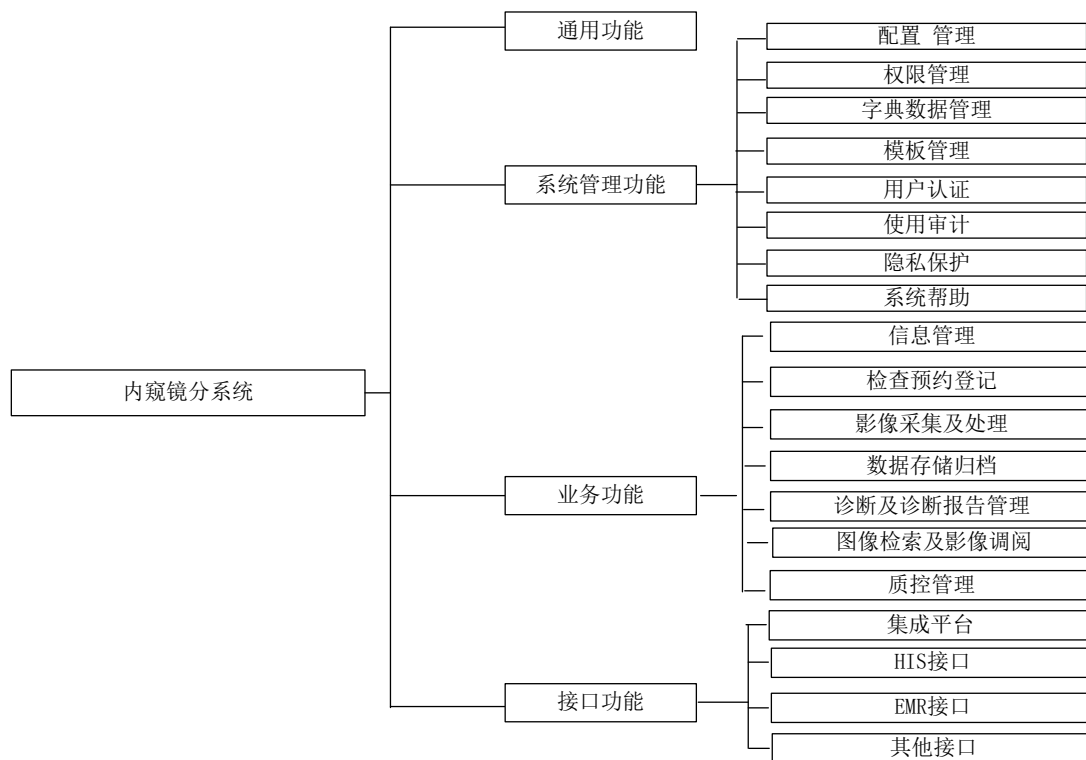 内窥镜分系统
通用功能
系统管理功能
配置 管理
权限管理
字典数据管理
模板管理
用户认证
使用审计
隐私保护
系统帮助
业务功能
信息管理
检查预约登记
影像采集及处理
数据存储归档
诊断及诊断报告管理
图像检索及影像调阅
质控管理
接口功能
集成平台
HIS接口
EMR接口
其他接口